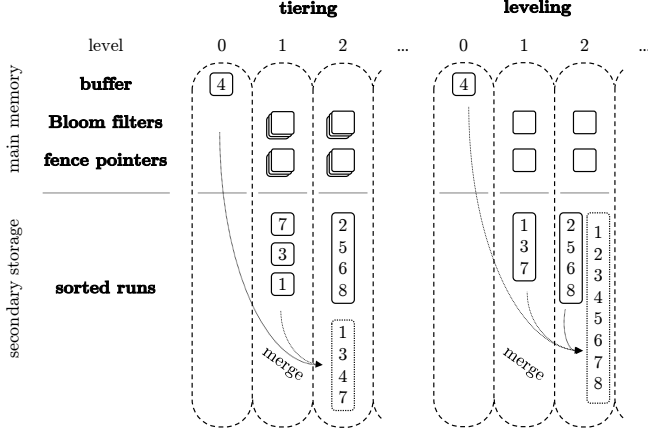 tiering leveling
level 0 1 2 ... 0 1 2 ...
main memory
buffer 4 4
Bloom filters
fence pointers
secondary storage
sorted runs
7
3
1
2
5
6
8
1
3
4
7
merge
1
3
7
2
5
6
8
1
2
3
4
5
6
7
8
merge